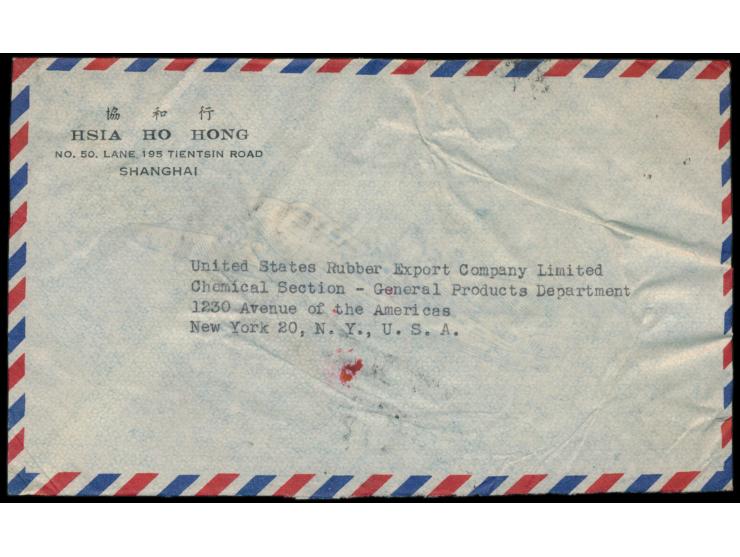 協 和 行
HSIA HO HONG
NO. 50. LANE 195 TIENTSIN ROAD
SHANGHAI
United States Rubber Export Company Limited
Chemical Section - General Products Department
1230 Avenue of the Americas
New York 20, N. Y., U. S. A.